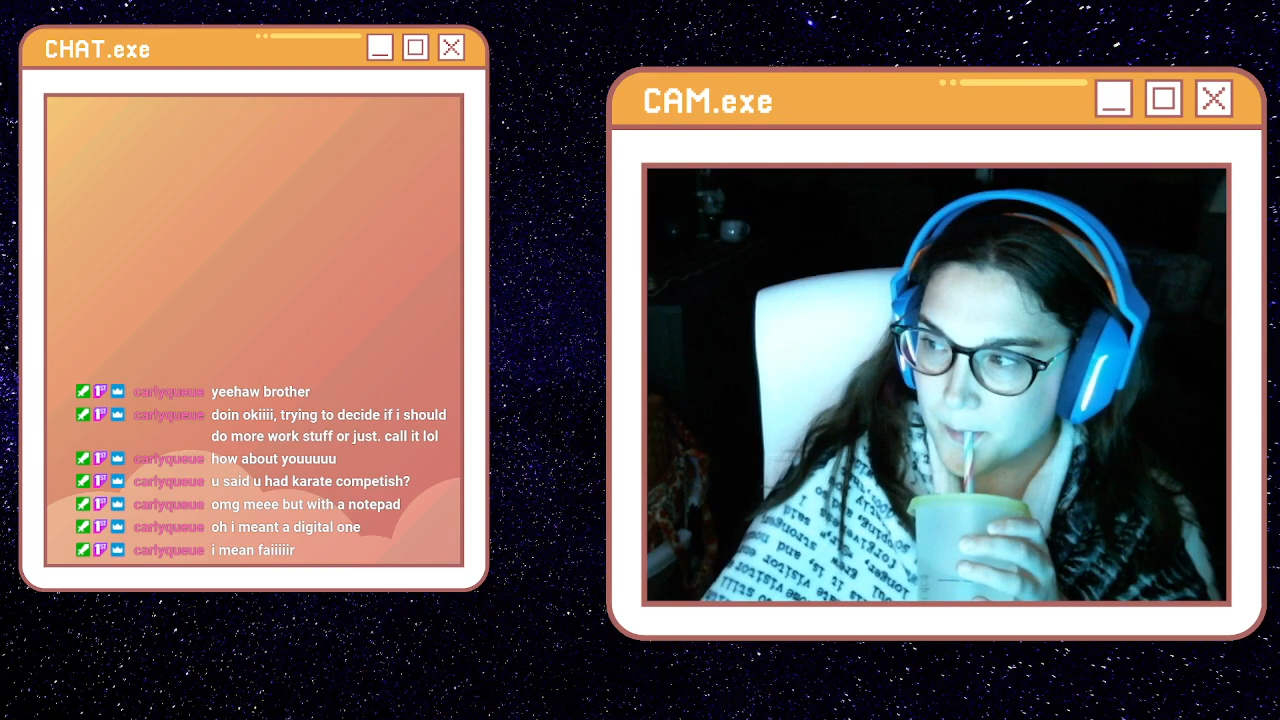 CHAT.exe
carlyqueue yeehaw brother
carlyqueue doin okiiii, trying to decide if i should
do more work stuff or just. call it lol
carlyqueue how about youuuuu
carlyqueue u said u had karate competish?
carlyqueue omg meee but with a notepad
carlyqueue oh i meant a digital one
carlyqueue i mean faiiiiir
CAM.exe